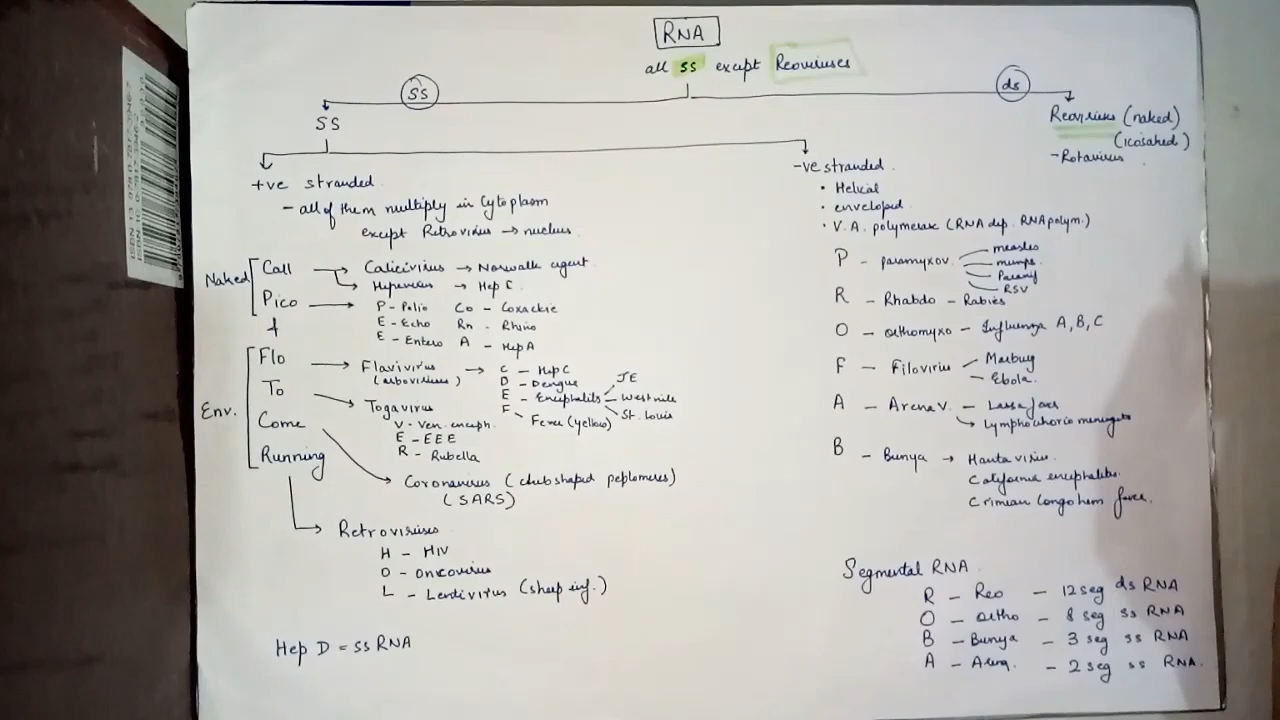 RNA
all ss except Reoviruses
SS
ds
SS
Reovirus (naked)
(icosahed)
- Rotavirus
+ve stranded
- all of them multiply in Cytoplasm
except Retrovirus → nucleus
Naked
Call → Calicivirus → Norwalk agent
→ Hepevirus → Hep E
Pico → P - Polio Co - Coxackie
E - Echo Rn - Rhino
E - Entero A - Hep A
Env.
Flo → Flavivirus → C - Hep C
(arbovirus) D - Dengue
E - Encephalitis JE
West nile
St. Louis
F - Fever (yellow)
To → Togavirus
V - Ven. enceph.
E - EEE
R - Rubella
Come
Coronavirus (club shaped peplomeres)
(SARS)
Running
Retroviruses
H - HIV
O - oncovirus
L - Lentivirus (sheep inf.)
Hep D = ss RNA
-ve stranded
• Helical
• enveloped
• V. A. polymerase (RNA dep. RNA polym.)
P - paramyxov. measles
mumps
Parainf
RSV
R - Rhabdo - Rabies
O - orthomyxo - Influenza A, B, C
F - Filovirus Marbug
Ebola.
A - Arena v. - Lassa fever
→ Lymphochorio meningitis
B - Bunya → Hanta virus.
California encephalitis.
Crimian Congo hem fever.
Segmental RNA
R - Reo - 12 seg ds RNA
O - Ortho - 8 seg ss RNA
B - Bunya - 3 seg ss RNA
A - Arena. - 2 seg ss RNA.